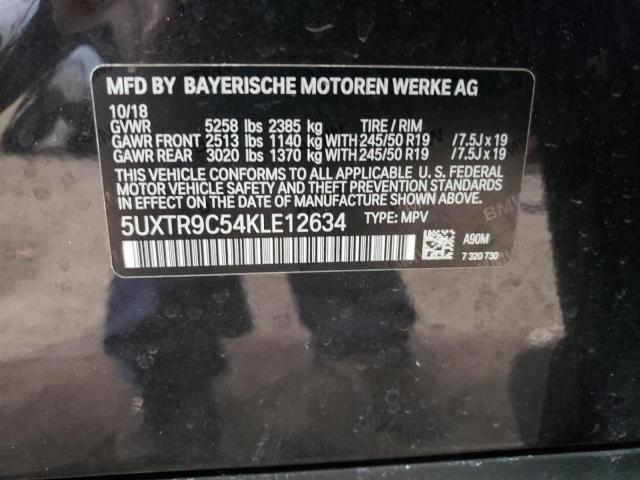 MFD BY BAYERISCHE MOTOREN WERKE AG
10/18
GVWR 5258 lbs 2385 kg TIRE / RIM
GAWR FRONT 2513 lbs 1140 kg WITH 245/50 R19 /7.5J x 19
GAWR REAR 3020 lbs 1370 kg WITH 245/50 R19 /7.5J x 19
THIS VEHICLE CONFORMS TO ALL APPLICABLE U. S. FEDERAL
MOTOR VEHICLE SAFETY, BUMPER, AND THEFT PREVENTION
STANDARDS IN EFFECT ON THE DATE OF MANUFACTURE SHOWN ABOVE.
5UXTR9C54KLE12634 TYPE: MPV
A90M
7 320 730